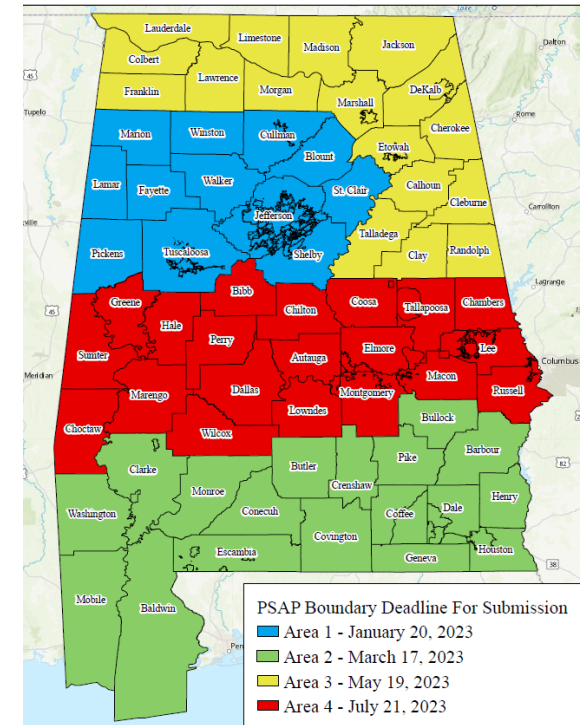 Lauderdale
Limestone
Madison
Jackson
Dalton
Colbert
45
Lawrence
Franklin
Morgan
DeKalb
Marshall
Tupelo
Rome
Cherokee
Marion
Winston
Cullman
Etowah
Blount
Walker
St. Clair
Calhoun
Lamar
Fayette
Cleburne
Carrollton
Jefferson
Talladega
Pickens
Tuscaloosa
Shelby
Clay
Randolph
Lagrange
Bibb
Greene
Coosa
Chambers
45
Chilton
Tallapoosa
Hale
Perry
Autauga
Elmore
Lee
Sumter
Columbus
Meridian
Macon
Dallas
Montgomery
Russell
Marengo
Lowndes
Bullock
Choctaw
Wilcox
Barbour
Pike
82
Clarke
Butler
Monroe
Crenshaw
Henry
Washington
Conecuh
Coffee
Dale
Covington
Houston
Escambia
Geneva
38
Mobile
Baldwin
PSAP Boundary Deadline For Submission
Area 1 - January 20, 2023
Area 2 - March 17, 2023
Area 3 - May 19, 2023
Area 4 - July 21, 2023